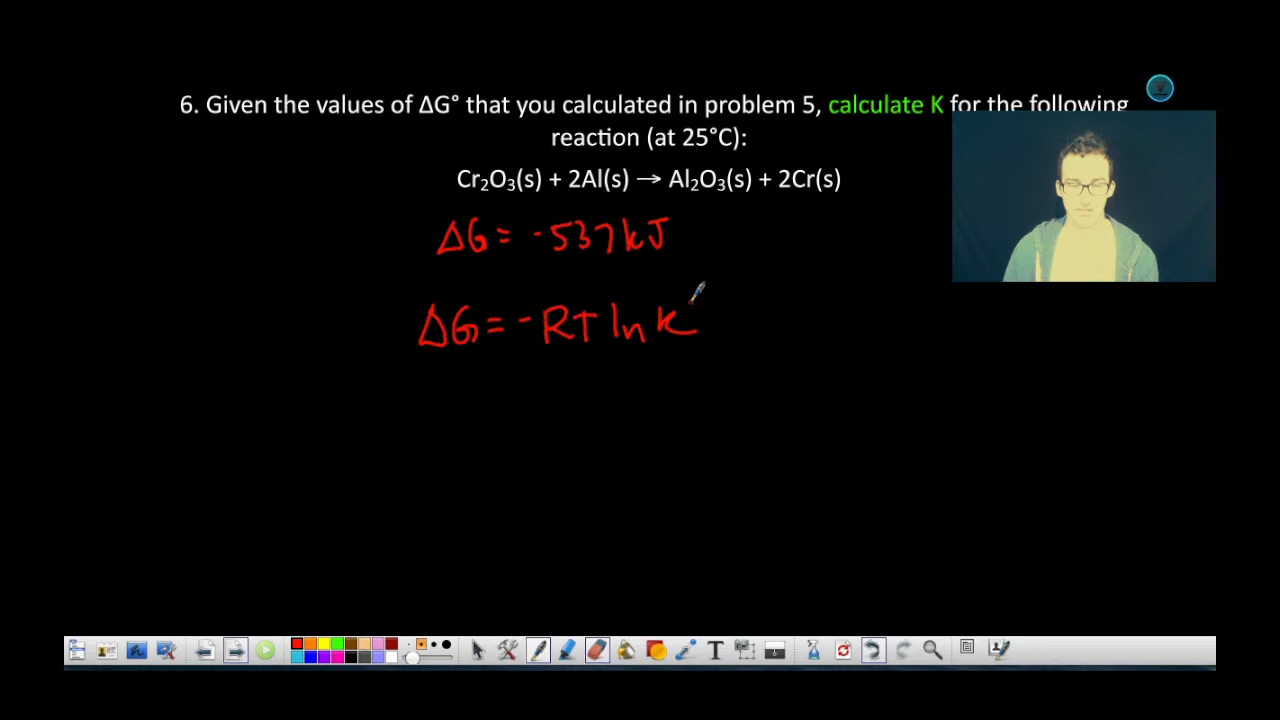 6. Given the values of ΔG° that you calculated in problem 5, calculate K for the following
reaction (at 25°C):
Cr₂O₃(s) + 2Al(s) → Al₂O₃(s) + 2Cr(s)
ΔG = -537 kJ
ΔG = - RT ln K